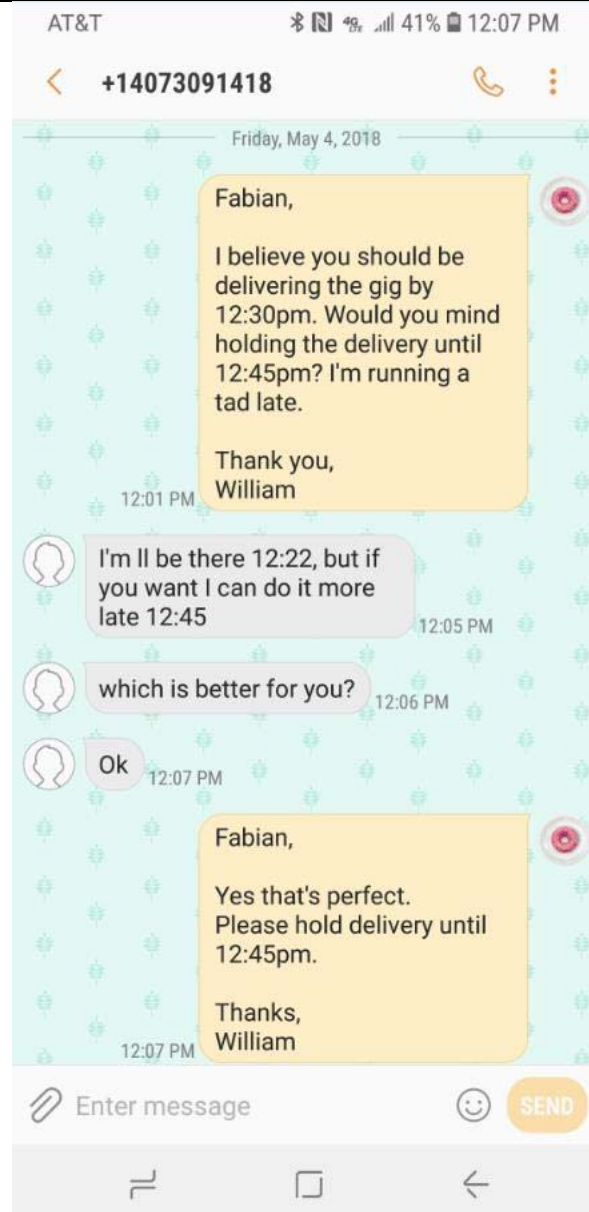 AT&T 41% 12:07 PM
+14073091418
Friday, May 4, 2018
Fabian,
I believe you should be
delivering the gig by
12:30pm. Would you mind
holding the delivery until
12:45pm? I'm running a
tad late.
Thank you,
William
12:01 PM
I'm ll be there 12:22, but if
you want I can do it more
late 12:45
12:05 PM
which is better for you?
12:06 PM
Ok
12:07 PM
Fabian,
Yes that's perfect.
Please hold delivery until
12:45pm.
Thanks,
William
12:07 PM
Enter message
SEND